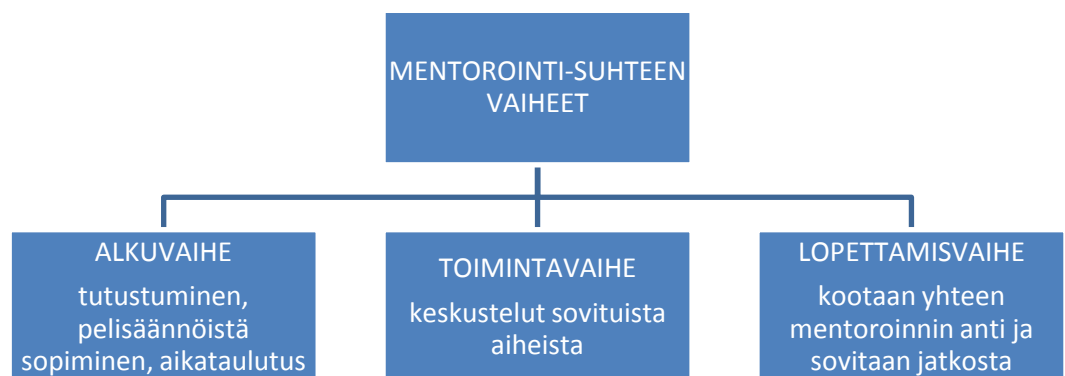 MENTOROINTI-SUHTEEN
VAIHEET
ALKUVAIHE
tutustuminen,
pelisäännöistä
sopiminen, aikataulutus
TOIMINTAVAIHE
keskustelut sovituista
aiheista
LOPETTAMISVAIHE
kootaan yhteen
mentoroinnin anti ja
sovitaan jatkosta